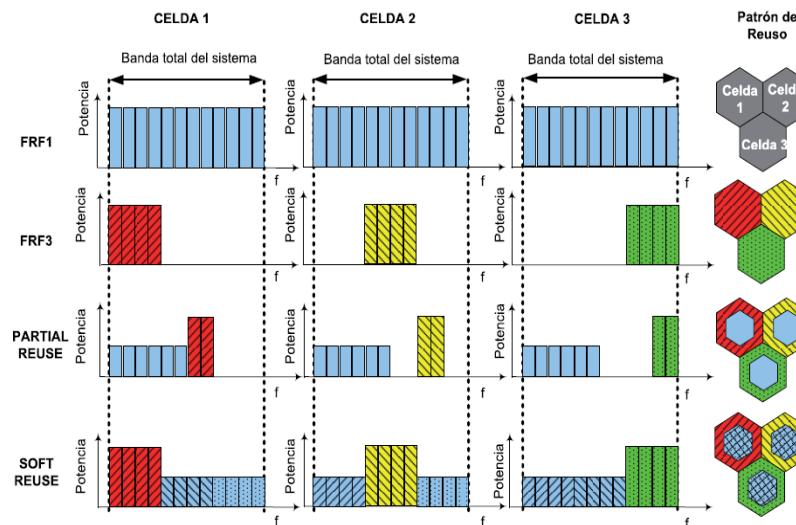 CELDA 1
CELDA 2
CELDA 3
Patrón de
Reuso
Banda total del sistema
Banda total del sistema
Banda total del sistema
FRF1
Potencia
f
Potencia
f
Potencia
f
Celda
1
Celd
2
Celda 3
FRF3
Potencia
f
Potencia
f
Potencia
f
PARTIAL
REUSE
Potencia
f
Potencia
f
Potencia
f
SOFT
REUSE
Potencia
f
Potencia
f
Potencia
f